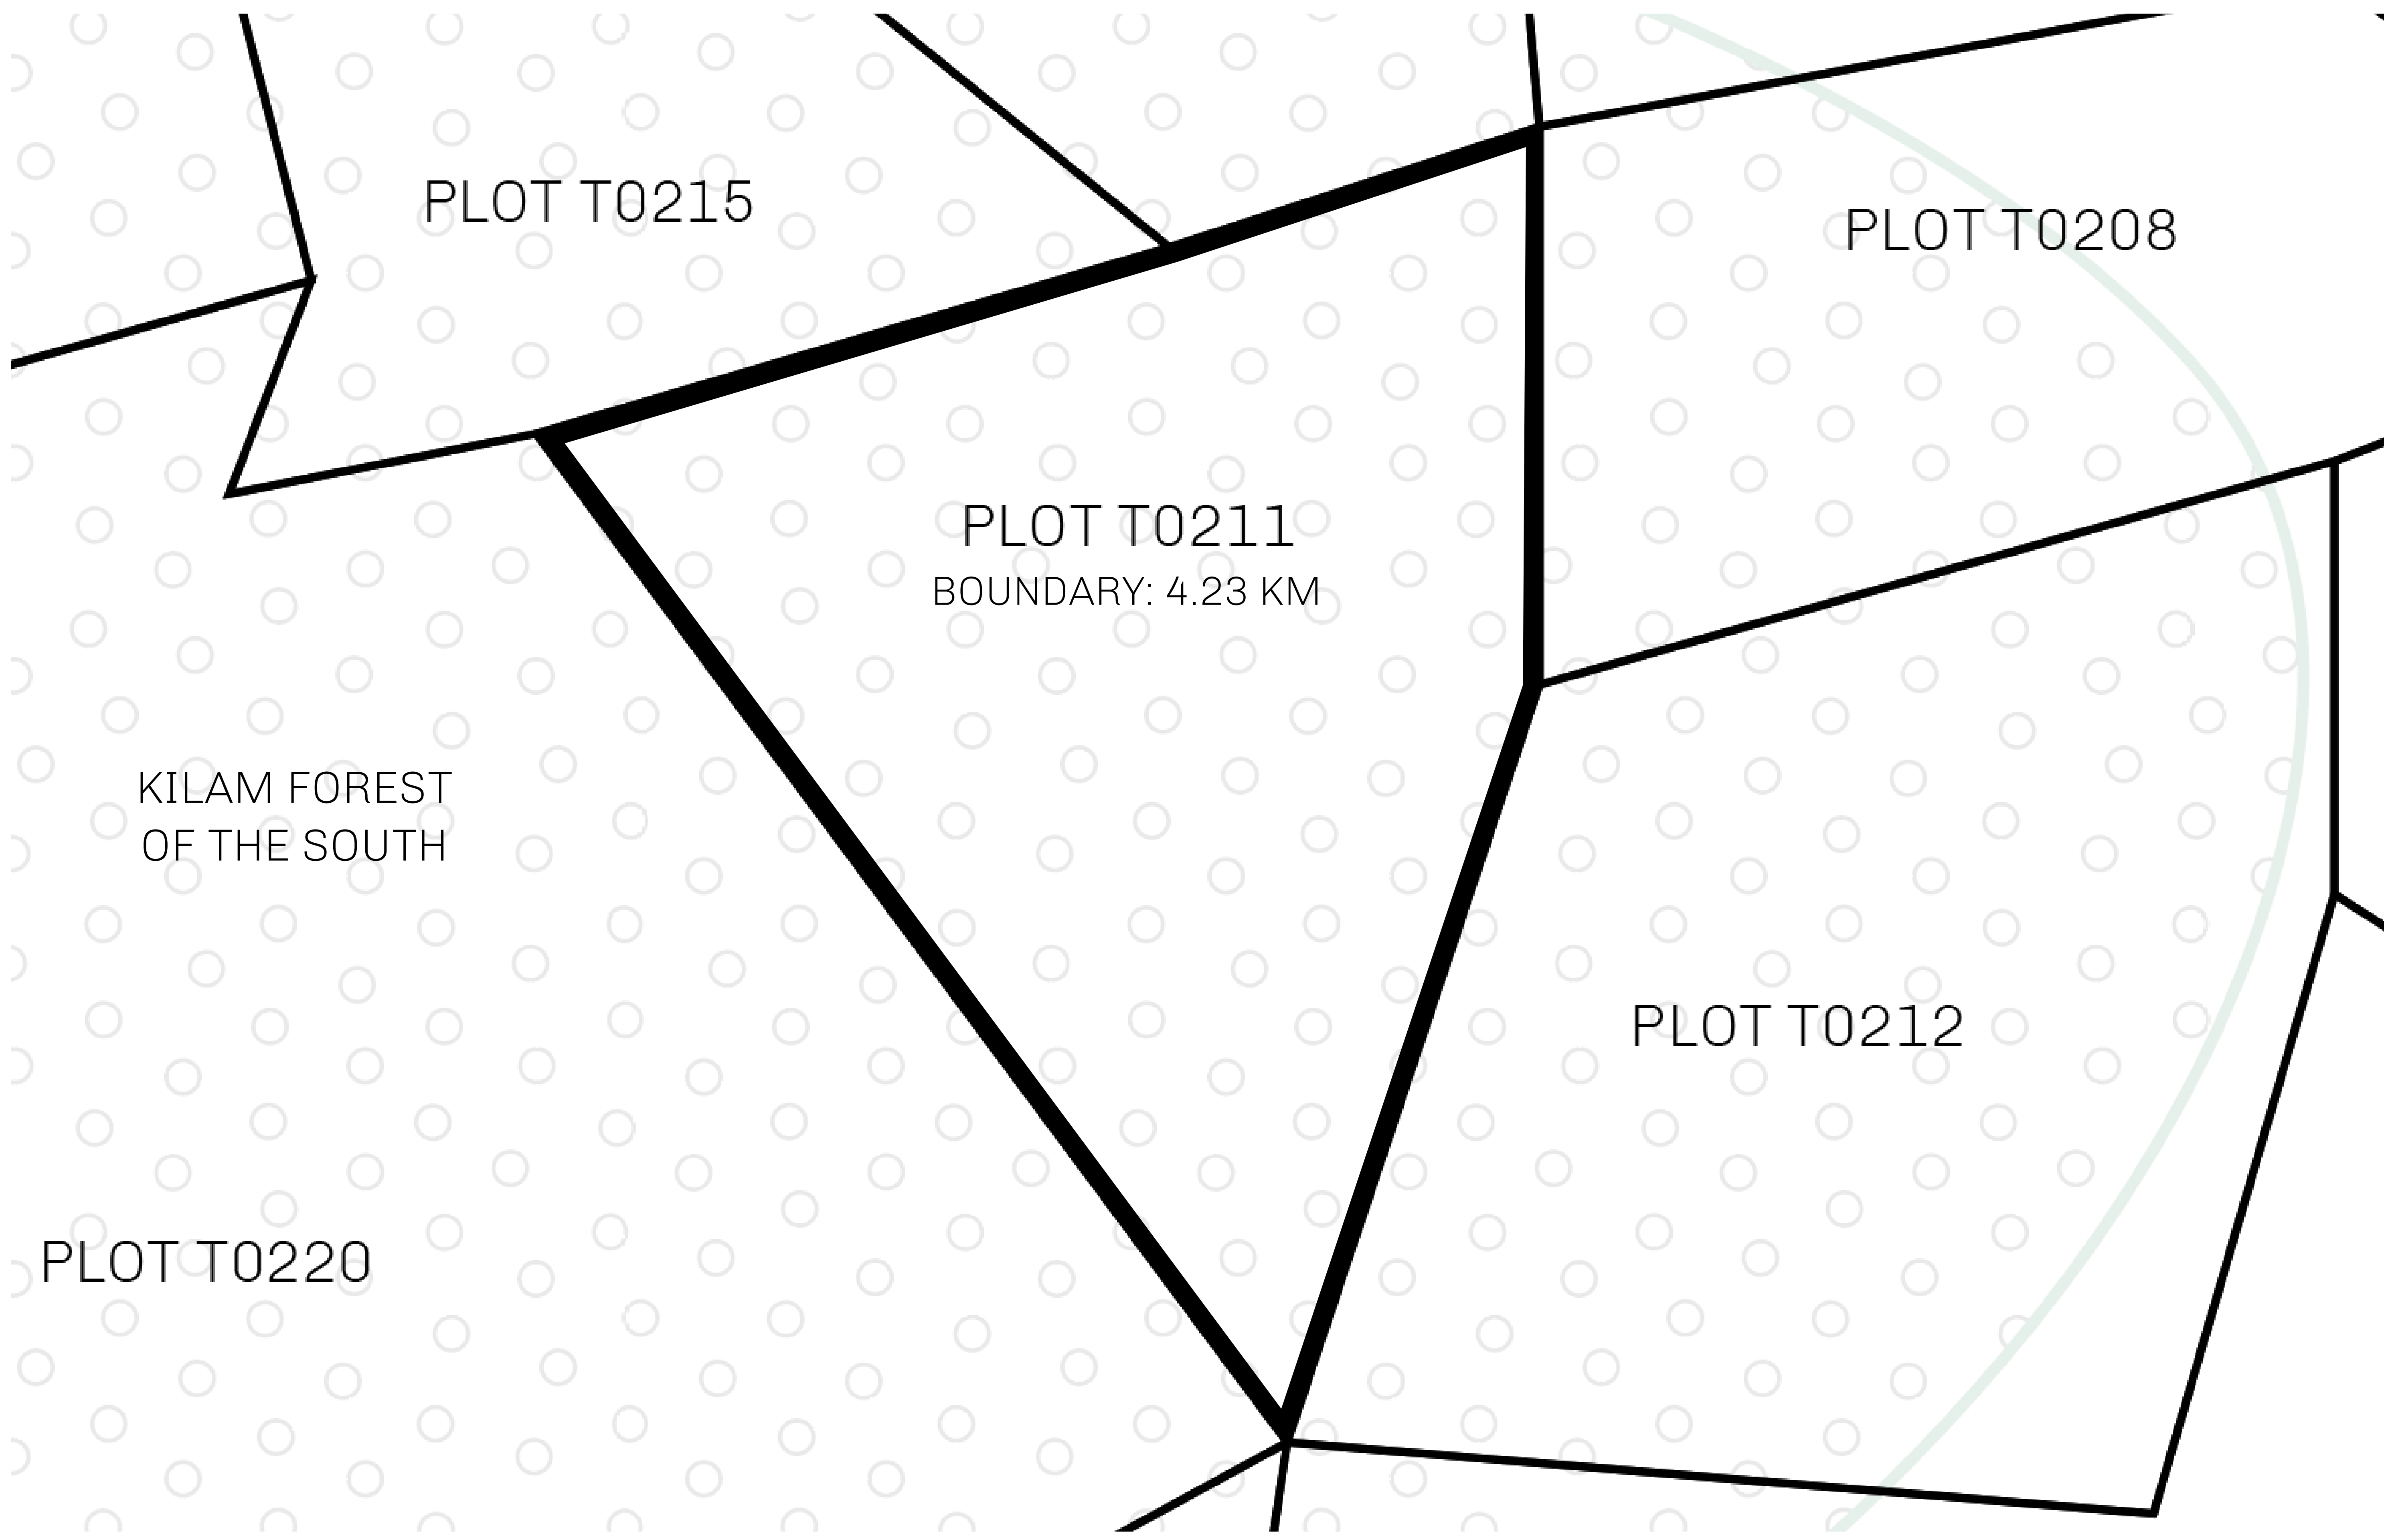 PLOT T0215
PLOT T0208
PLOT T0211
BOUNDARY: 4.23 KM
KILAM FOREST
OF THE SOUTH
PLOT T0212
PLOT T0220